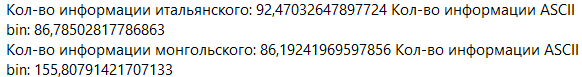 Кол-во информации итальянского: 92,47032647897724 Кол-во информации ASCII
bin: 86,78502817786863
Кол-во информации монгольского: 86,19241969597856 Кол-во информации ASCII
bin: 155,80791421707133